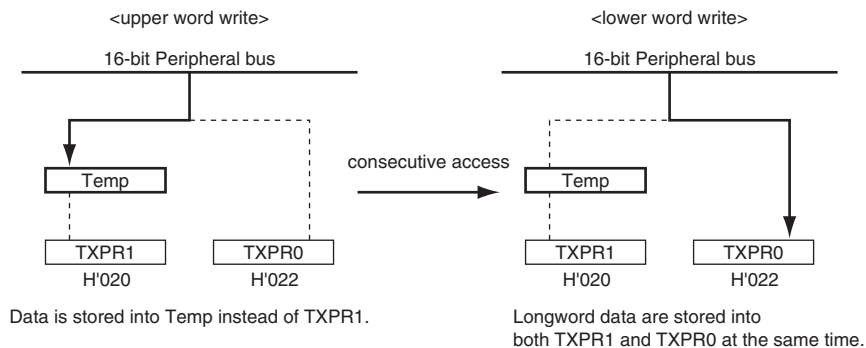 <upper word write>
16-bit Peripheral bus
Temp
TXPR1
TXPR0
H'020
H'022
Data is stored into Temp instead of TXPR1.
consecutive access
<lower word write>
16-bit Peripheral bus
Temp
TXPR1
TXPR0
H'020
H'022
Longword data are stored into
both TXPR1 and TXPR0 at the same time.